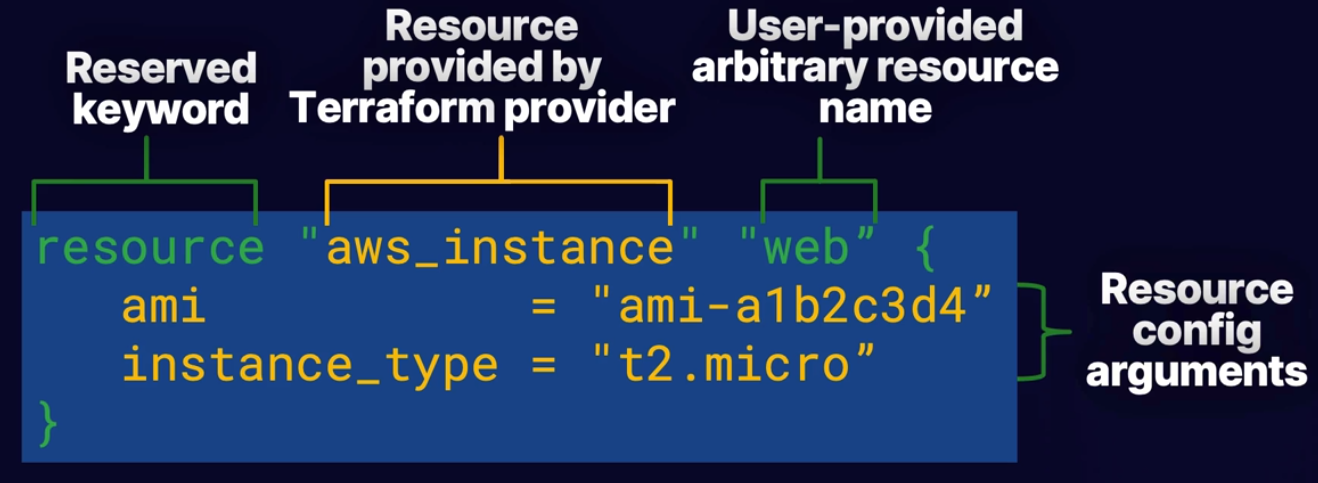 Reserved
keyword
Resource
provided by
Terraform provider
User-provided
arbitrary resource
name
resource "aws_instance" "web” {
ami = "ami-a1b2c3d4”
instance_type = "t2.micro”
}
Resource
config
arguments